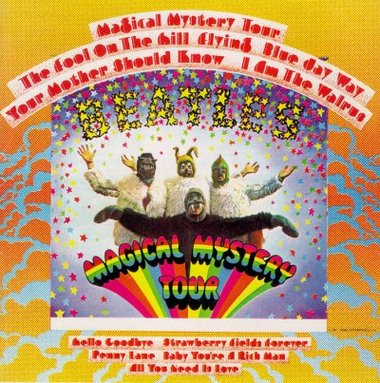 Magical Mystery Tour
The Fool On The Hill Flying Blue Jay Way
Your Mother Should Know I Am The Walrus
BEATLES
MAGICAL MYSTERY
TOUR
Hello Goodbye Strawberry Fields Forever
Penny Lane Baby You're A Rich Man
All You Need Is Love